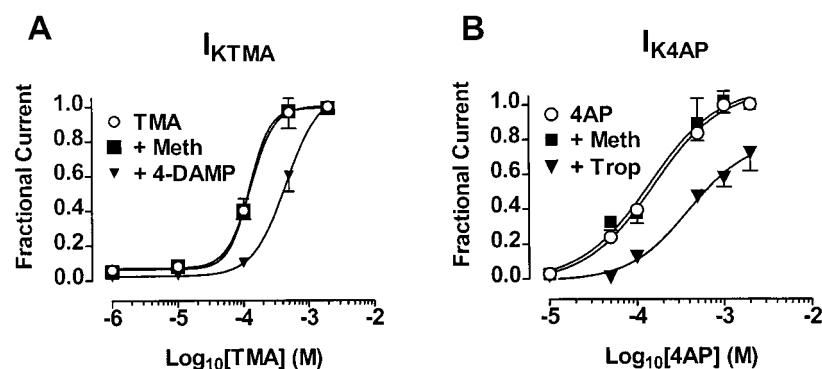 A
I_KTMA
Fractional Current
1.0
0.8
0.6
0.4
0.2
0.0
TMA
+ Meth
+ 4-DAMP
-6
-5
-4
-3
-2
Log10[TMA] (M)
B
I_K4AP
Fractional Current
1.0
0.8
0.6
0.4
0.2
0.0
4AP
+ Meth
+ Trop
-5
-4
-3
-2
Log10[4AP] (M)